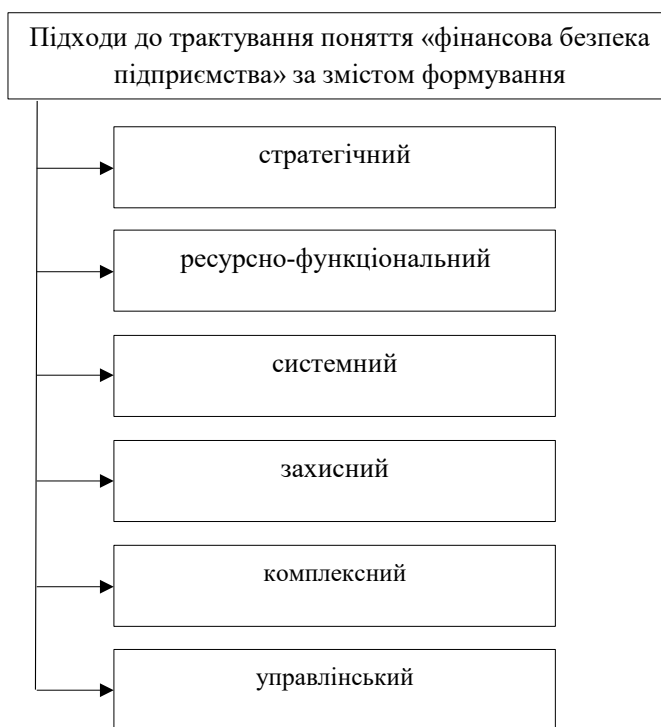 Підходи до трактування поняття «фінансова безпека
підприємства» за змістом формування
стратегічний
ресурсно-функціональний
системний
захисний
комплексний
управлінський